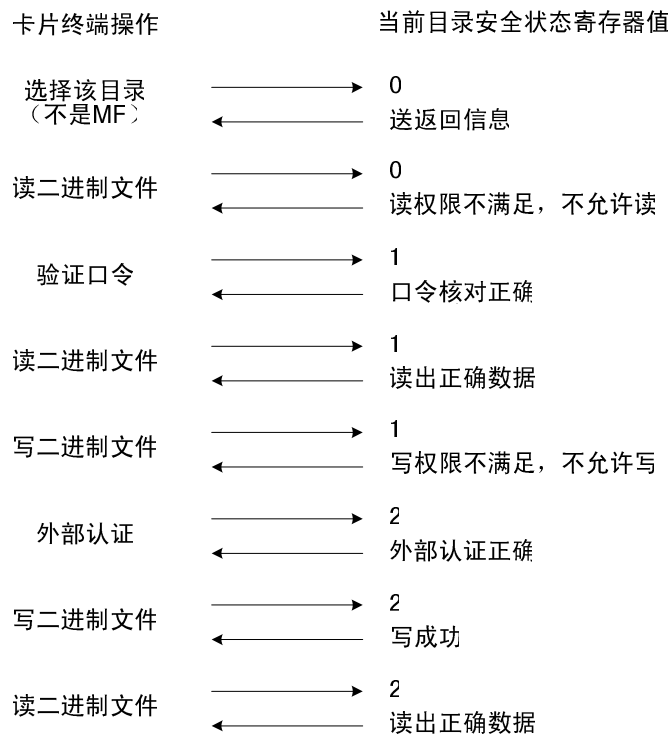 卡片终端操作
当前目录安全状态寄存器值
选择该目录
（不是MF）
0
送返回信息
读二进制文件
0
读权限不满足，不允许读
验证口令
1
口令核对正确
读二进制文件
1
读出正确数据
写二进制文件
1
写权限不满足，不允许写
外部认证
2
外部认证正确
写二进制文件
2
写成功
读二进制文件
2
读出正确数据